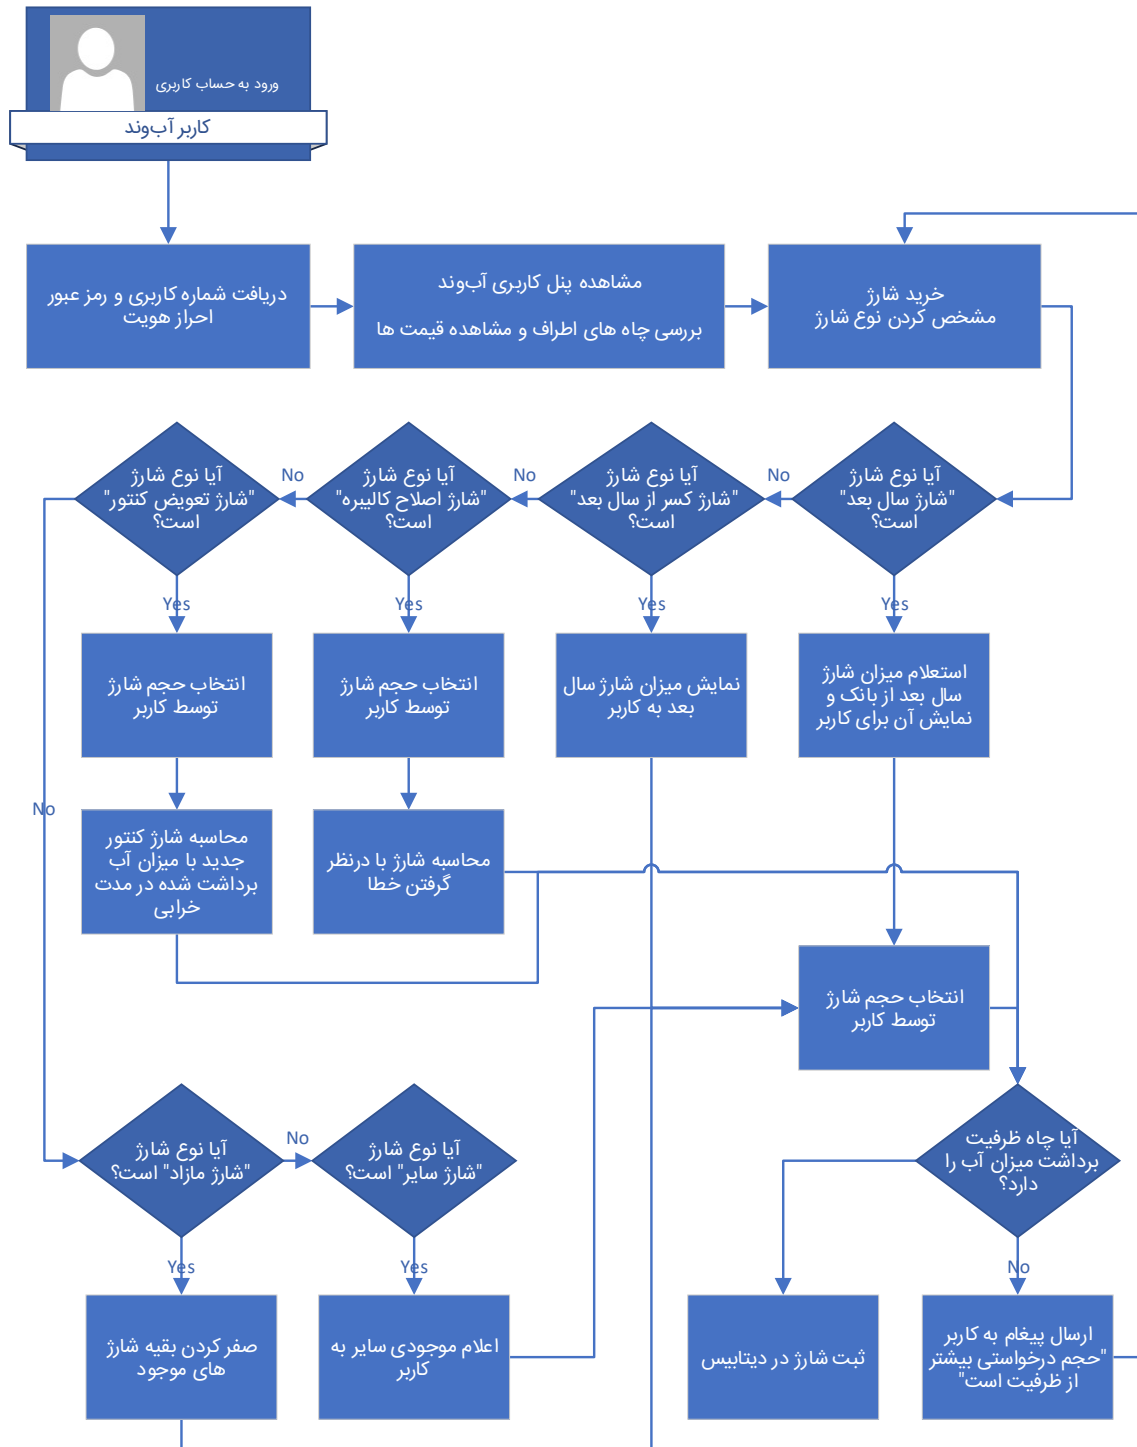 ورود به حساب کاربری
کاربر آب‌وند
دریافت شماره کاربری و رمز عبور
احراز هویت
مشاهده پنل کاربری آب‌وند
بررسی چاه های اطراف و مشاهده قیمت ها
خرید شارژ
مشخص کردن نوع شارژ
آیا نوع شارژ
"شارژ سال بعد"
است؟
No
آیا نوع شارژ
"شارژ کسر از سال بعد"
است؟
No
آیا نوع شارژ
"شارژ اصلاح کالیبره"
است؟
No
آیا نوع شارژ
"شارژ تعویض کنتور"
است؟
Yes
Yes
Yes
Yes
استعلام میزان شارژ
سال بعد از بانک و
نمایش آن برای کاربر
نمایش میزان شارژ سال
بعد به کاربر
انتخاب حجم شارژ
توسط کاربر
انتخاب حجم شارژ
توسط کاربر
No
محاسبه شارژ با درنظر
گرفتن خطا
محاسبه شارژ کنتور
جدید با میزان آب
برداشت شده در مدت
خرابی
انتخاب حجم شارژ
توسط کاربر
آیا نوع شارژ
"شارژ مازاد" است؟
No
آیا نوع شارژ
"شارژ سایر" است؟
آیا چاه ظرفیت
برداشت میزان آب را
دارد؟
Yes
Yes
No
صفر کردن بقیه شارژ
های موجود
اعلام موجودی سایر به
کاربر
ثبت شارژ در دیتابیس
ارسال پیغام به کاربر
"حجم درخواستی بیشتر
از ظرفیت است"